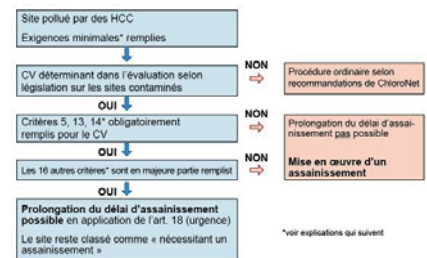 Site pollué par des HCC
Exigences minimales* remplies
CV déterminant dans l'évaluation selon
législation sur les sites contaminés
NON
Procédure ordinaire selon
recommandations de ChloroNet
OUI
Critères 5, 13, 14* obligatoirement
remplis pour le CV
NON
Prolongation du délai d'assai-
nissement pas possible
Mise en œuvre d'un
assainissement
OUI
Les 16 autres critères* sont en majeure partie remplist
NON
OUI
Prolongation du délai d'assainissement
possible en application de l'art. 18 (urgence)
Le site reste classé comme « nécessitant un
assainissement »
*voir explications qui suivent